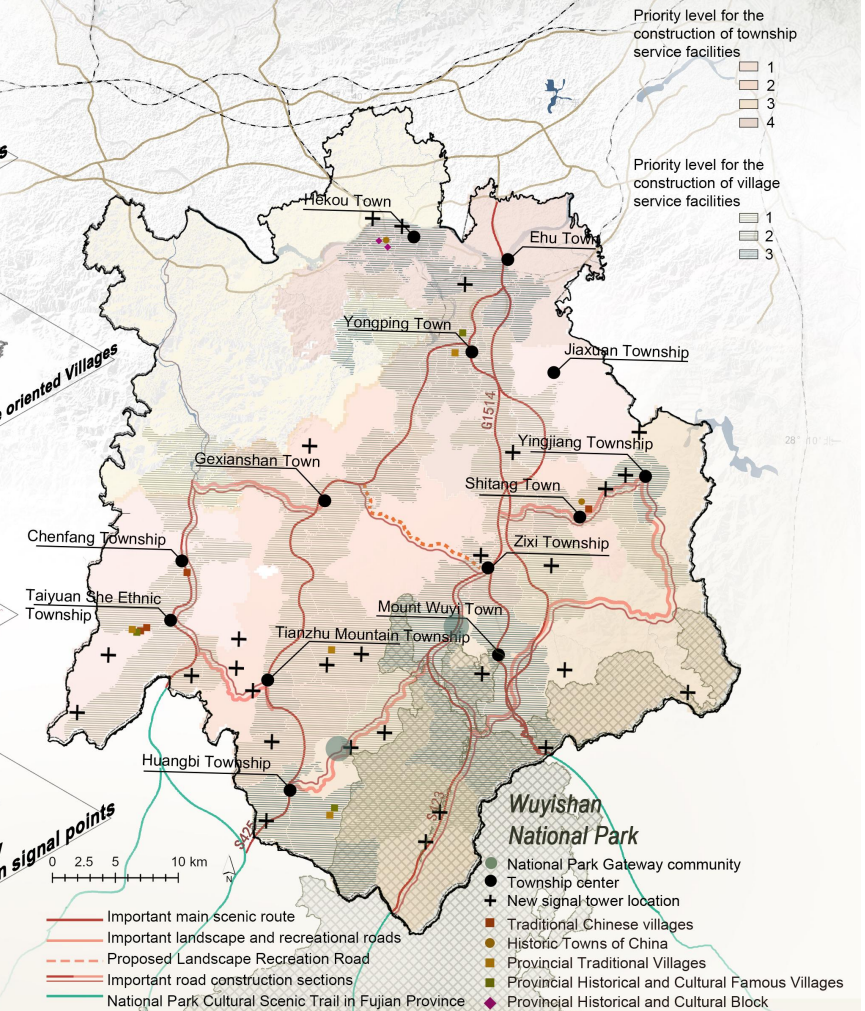 Priority level for the
construction of township
service facilities
1
2
3
4
Priority level for the
construction of village
service facilities
1
2
3
s
Hekou Town
Ehu Town
Yongping Town
Jiaxuan Township
oriented Villages
G1514
28° 10'
Yingjiang Township
Gexianshan Town
Shitang Town
Chenfang Township
Zixi Township
Taiyuan She Ethnic
Township
Mount Wuyi Town
Tianzhu Mountain Township
Huangbi Township
n signal points
S425
S423
Wuyishan
National Park
0 2.5 5 10 km
N
National Park Gateway community
Township center
New signal tower location
Important main scenic route
Important landscape and recreational roads
Proposed Landscape Recreation Road
Important road construction sections
National Park Cultural Scenic Trail in Fujian Province
Traditional Chinese villages
Historic Towns of China
Provincial Traditional Villages
Provincial Historical and Cultural Famous Villages
Provincial Historical and Cultural Block